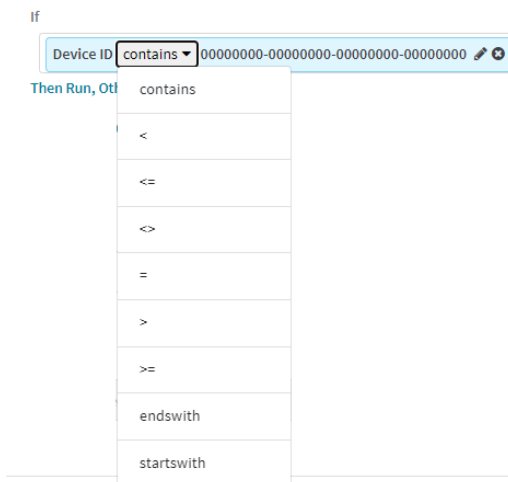 If
Device ID contains 00000000-00000000-00000000-00000000
Then Run, Oth
contains
<
<=
<>
=
>
>=
endswith
startswith